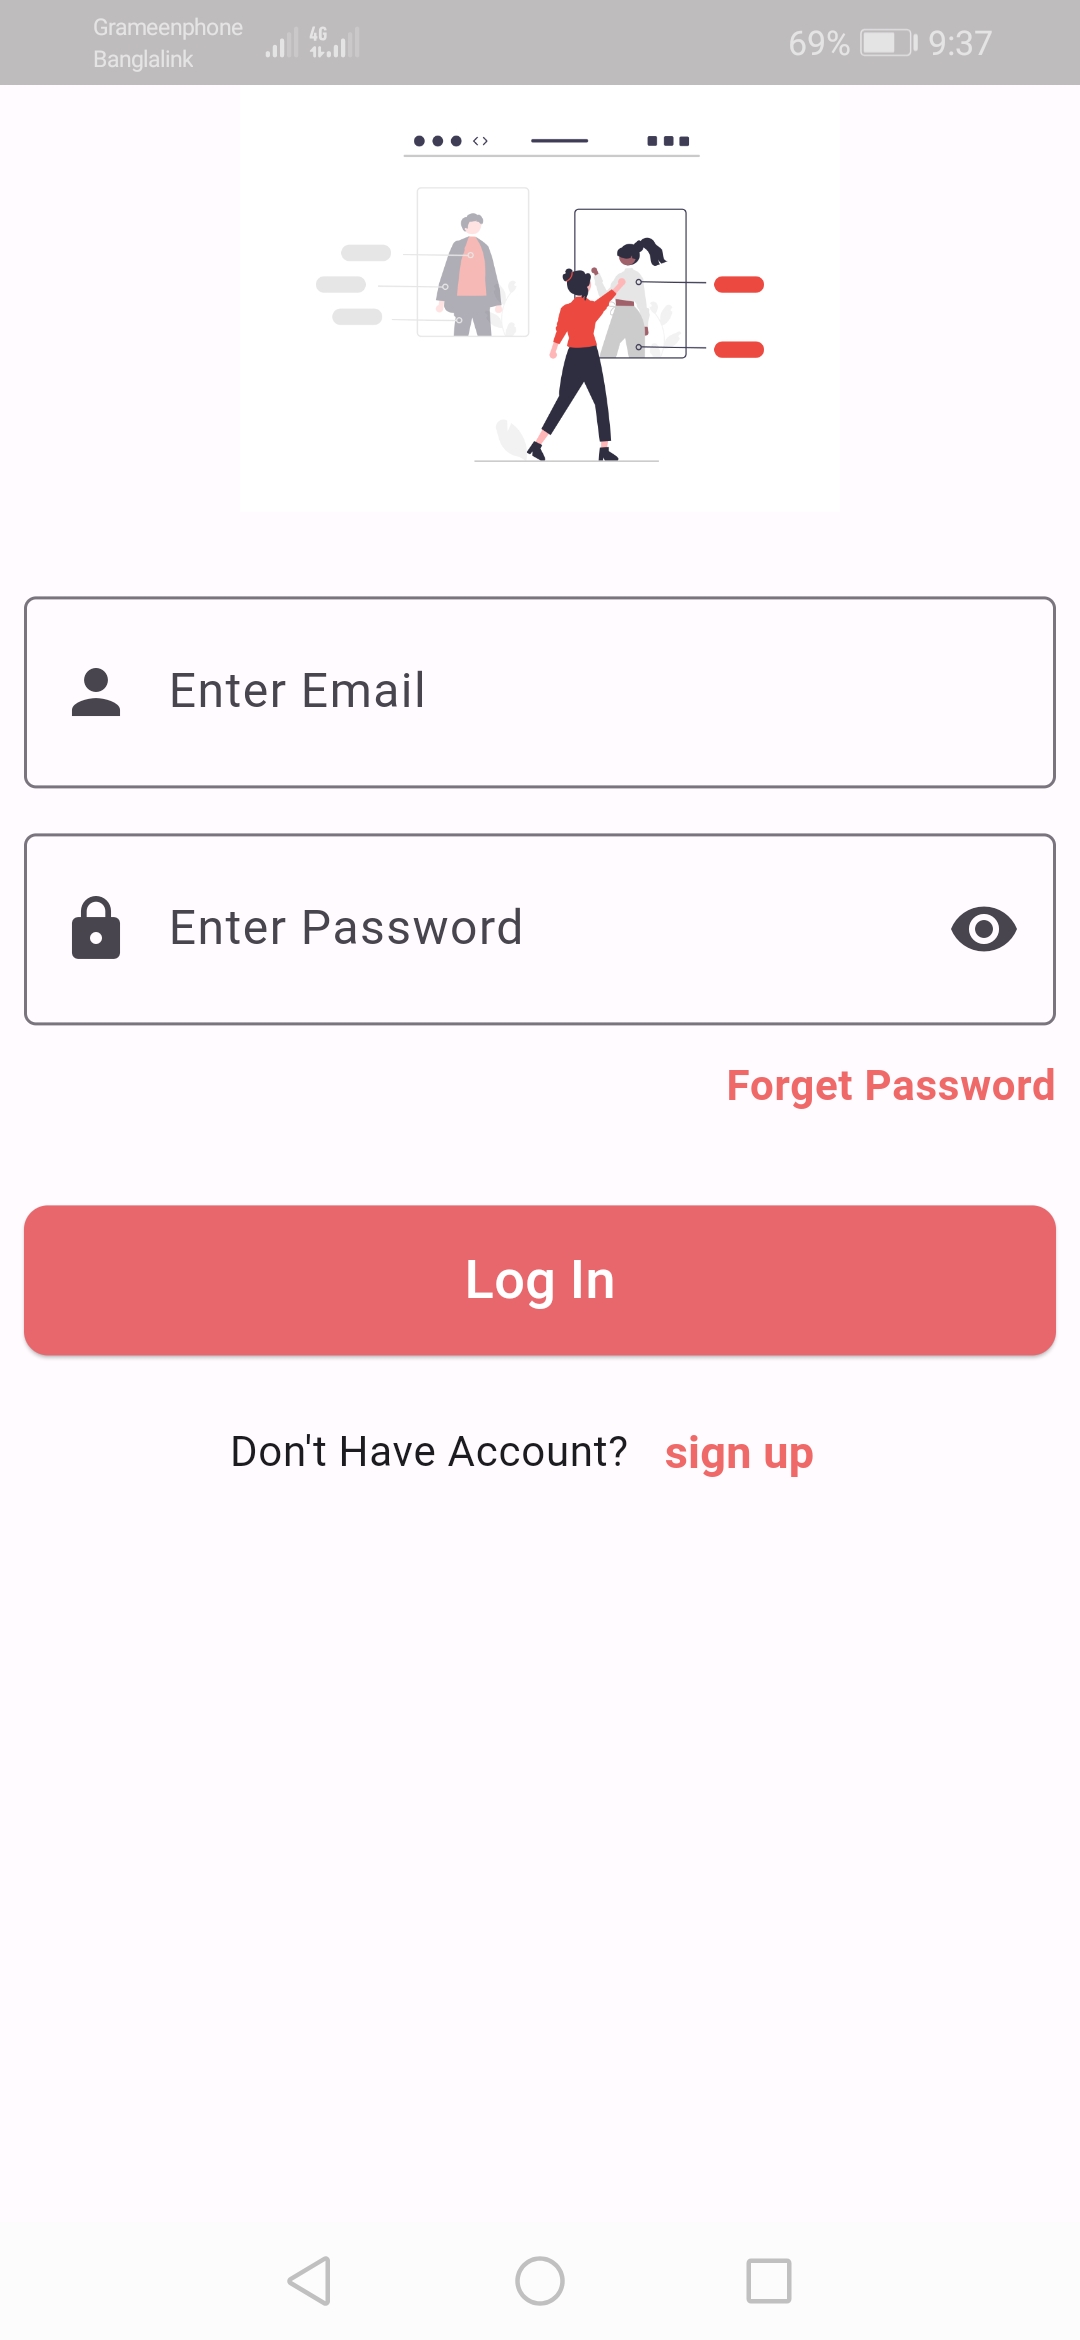 Grameenphone
Banglalink
4G
69%
9:37
Enter Email
Enter Password
Forget Password
Log In
Don't Have Account? sign up